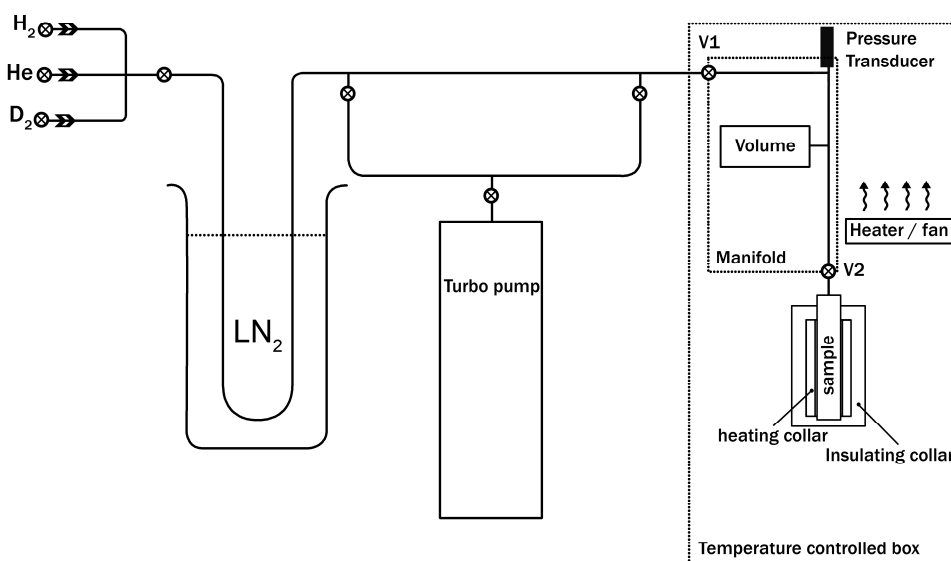 H₂
He
D₂
LN₂
Turbo pump
V1
Pressure
Transducer
Volume
Heater / fan
Manifold
V2
sample
heating collar
Insulating collar
Temperature controlled box